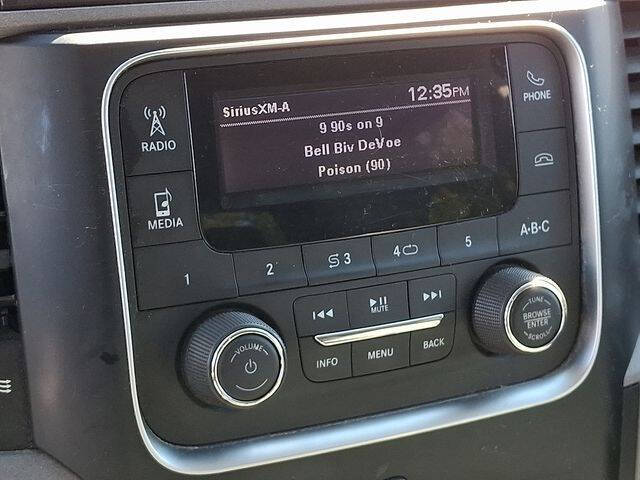 SiriusXM-A 12:35PM
9 90s on 9
Bell Biv DeVoe
Poison (90)
RADIO
MEDIA
PHONE
1 2 3 4 5 A·B·C
MUTE
INFO MENU BACK
VOLUME
TUNE
BROWSE
ENTER
SCROLL